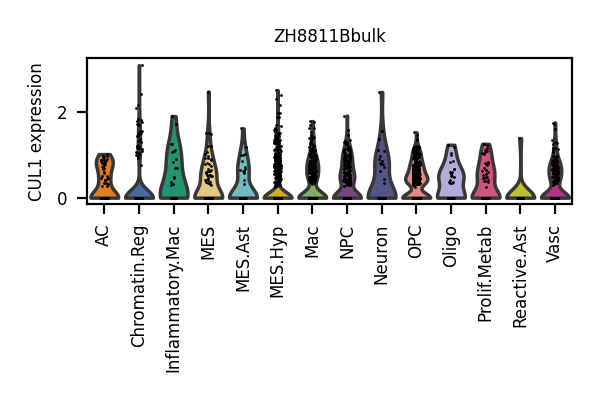 ZH8811Bbulk
CUL1 expression
2
0
AC
Chromatin.Reg
Inflammatory.Mac
MES
MES.Ast
MES.Hyp
Mac
NPC
Neuron
OPC
Oligo
Prolif.Metab
Reactive.Ast
Vasc